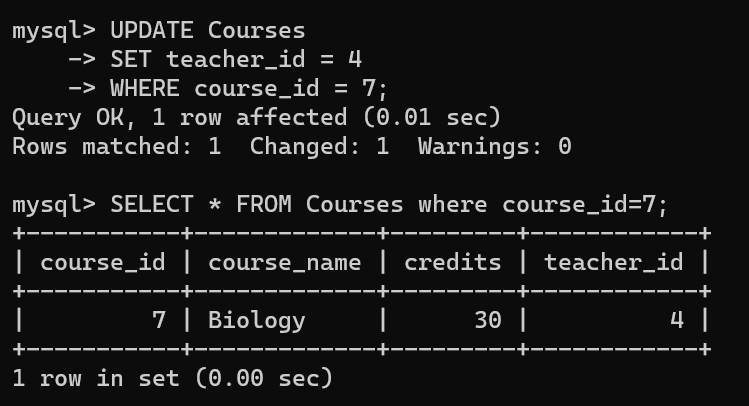 mysql> UPDATE Courses
    -> SET teacher_id = 4
    -> WHERE course_id = 7;
Query OK, 1 row affected (0.01 sec)
Rows matched: 1  Changed: 1  Warnings: 0

mysql> SELECT * FROM Courses where course_id=7;
+-----------+-------------+---------+------------+
| course_id | course_name | credits | teacher_id |
+-----------+-------------+---------+------------+
|         7 | Biology     |      30 |          4 |
+-----------+-------------+---------+------------+
1 row in set (0.00 sec)